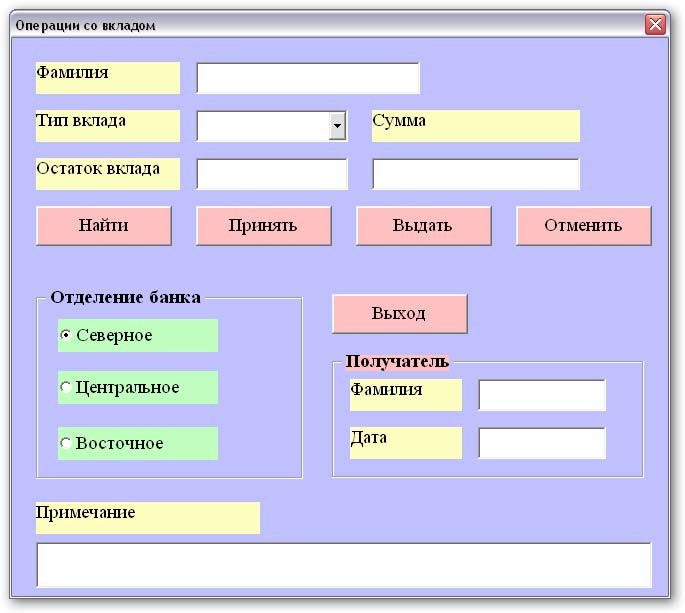 Операции со вкладом
Фамилия
Тип вклада
Сумма
Остаток вклада
Найти
Принять
Выдать
Отменить
Отделение банка
Северное
Центральное
Восточное
Выход
Получатель
Фамилия
Дата
Примечание